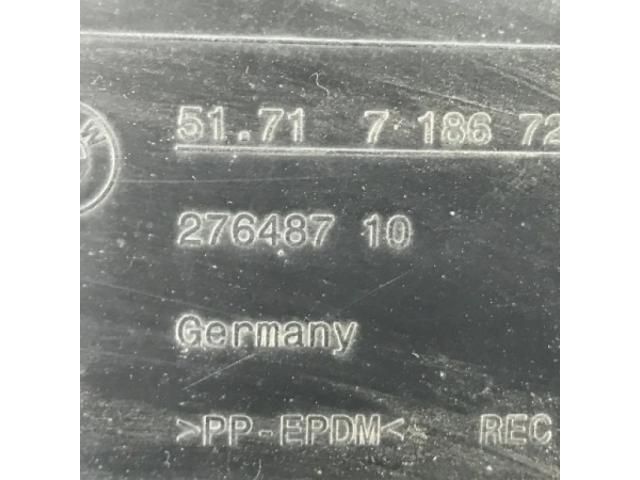 51.71 7 186 72
276487 10
Germany
>PP-EPDM< REC